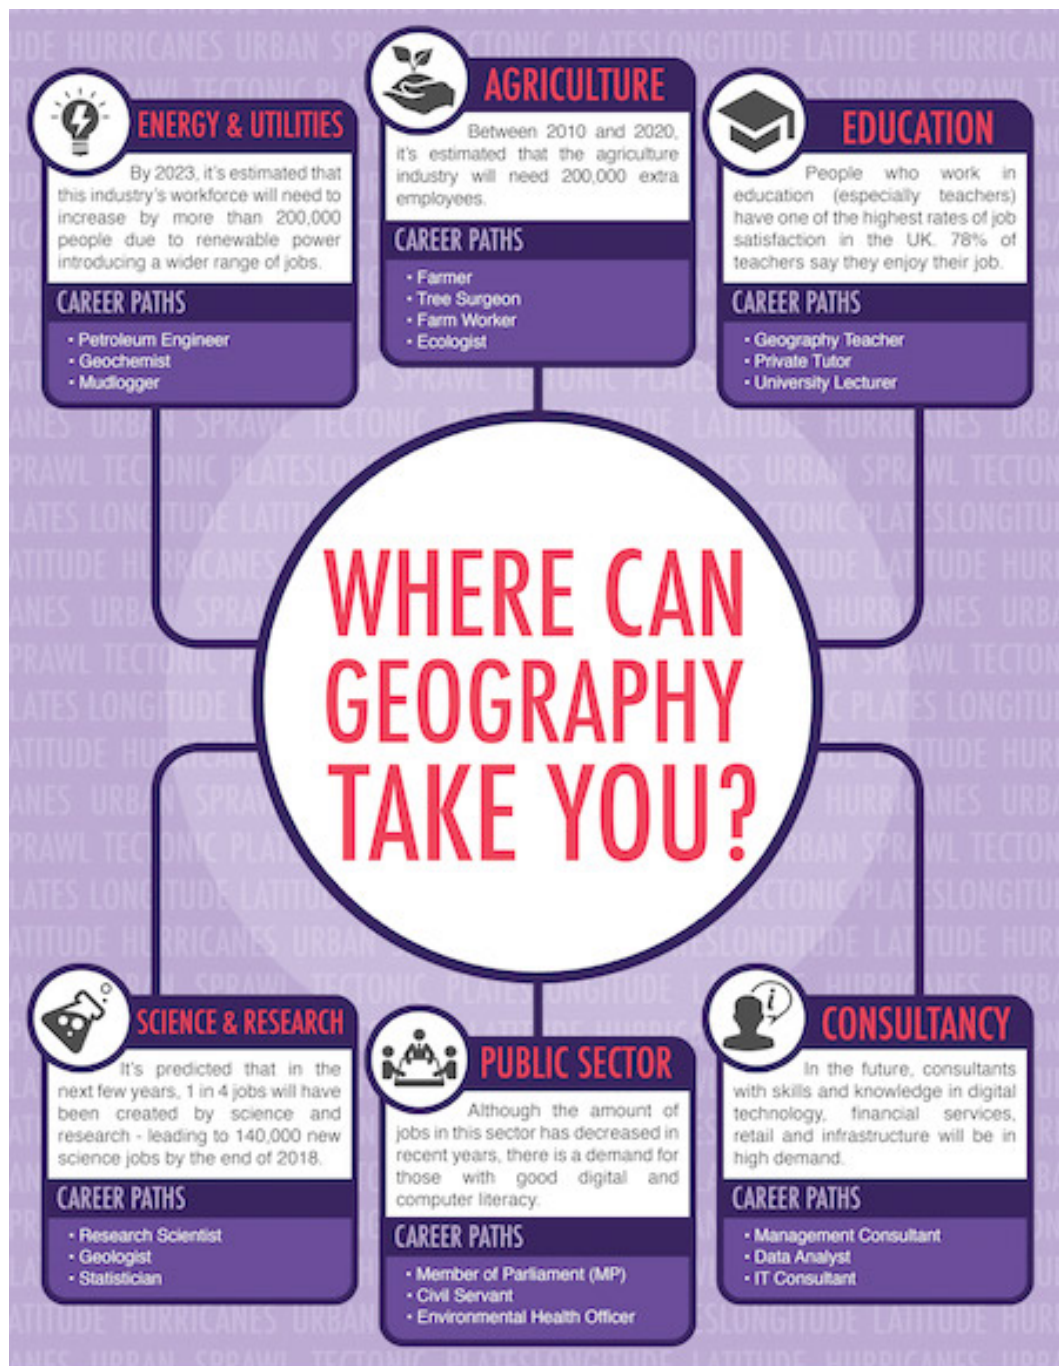 ENERGY & UTILITIES
By 2023, it's estimated that
this industry's workforce will need to
increase by more than 200,000
people due to renewable power
introducing a wider range of jobs.
CAREER PATHS
• Petroleum Engineer
• Geochemist
• Mudlogger
AGRICULTURE
Between 2010 and 2020,
it's estimated that the agriculture
industry will need 200,000 extra
employees.
CAREER PATHS
• Farmer
• Tree Surgeon
• Farm Worker
• Ecologist
EDUCATION
People who work in
education (especially teachers)
have one of the highest rates of job
satisfaction in the UK. 78% of
teachers say they enjoy their job.
CAREER PATHS
• Geography Teacher
• Private Tutor
• University Lecturer
WHERE CAN
GEOGRAPHY
TAKE YOU?
SCIENCE & RESEARCH
It's predicted that in the
next few years, 1 in 4 jobs will have
been created by science and
research - leading to 140,000 new
science jobs by the end of 2018.
CAREER PATHS
• Research Scientist
• Geologist
• Statistician
PUBLIC SECTOR
Although the amount of
jobs in this sector has decreased in
recent years, there is a demand for
those with good digital and
computer literacy.
CAREER PATHS
• Member of Parliament (MP)
• Civil Servant
• Environmental Health Officer
i
CONSULTANCY
In the future, consultants
with skills and knowledge in digital
technology, financial services,
retail and infrastructure will be in
high demand.
CAREER PATHS
• Management Consultant
• Data Analyst
• IT Consultant